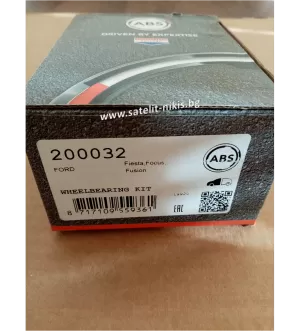 ABS
DRIVEN BY EXPERTISE
www.satelit-nikis.bg
200032
FORD
Fiesta,Focus
Fusion
ABS
WHEELBEARING KIT
8 717109 559361
EAC